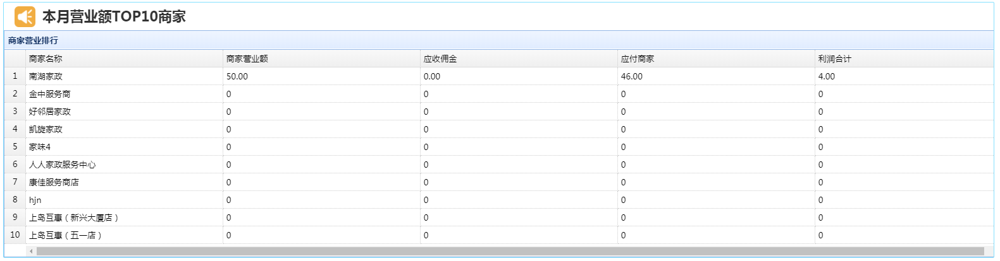 本月营业额TOP10商家
商家营业排行
商家名称 商家营业额 应收佣金 应付商家 利润合计
1 南湖家政 50.00 0.00 46.00 4.00
2 金中服务商 0 0 0 0
3 好邻居家政 0 0 0 0
4 凯旋家政 0 0 0 0
5 家味4 0 0 0 0
6 人人家政服务中心 0 0 0 0
7 康佳服务商店 0 0 0 0
8 hjn 0 0 0 0
9 上岛互惠（新兴大厦店） 0 0 0 0
10 上岛互惠（五一店） 0 0 0 0